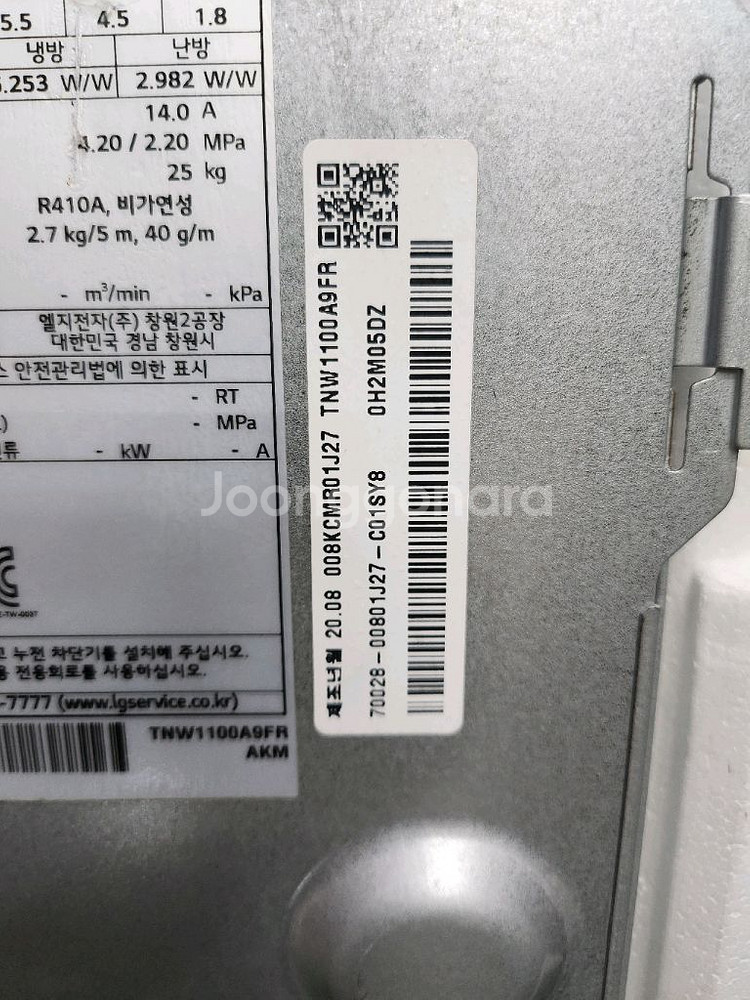 5.5 4.5 1.8
냉방 난방
.253 W/W 2.982 W/W
14.0 A
4.20 / 2.20 MPa
25 kg
R410A, 비가연성
2.7 kg/5 m, 40 g/m
- m³/min - kPa
엘지전자(주) 창원2공장
대한민국 경남 창원시
스 안전관리법에 의한 표시
- RT
- MPa
- kW - A
E-TW-0037
고 누전 차단기를 설치해 주십시오.
용 전용회로를 사용하십시오.
-7777 (www.lgservice.co.kr)
TNW1100A9FR
AKM
제조년월 20.08 008KCMR01J27 TNW1100A9FR
70028-00801J27-C01SY8 0H2M05DZ
Joonggonara